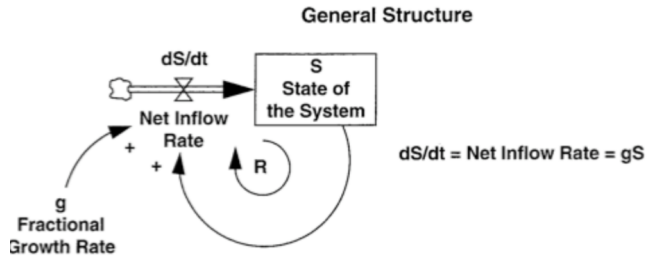 General Structure
dS/dt
S
State of
the System
Net Inflow
Rate
dS/dt = Net Inflow Rate = gS
+
+
R
g
Fractional
Growth Rate